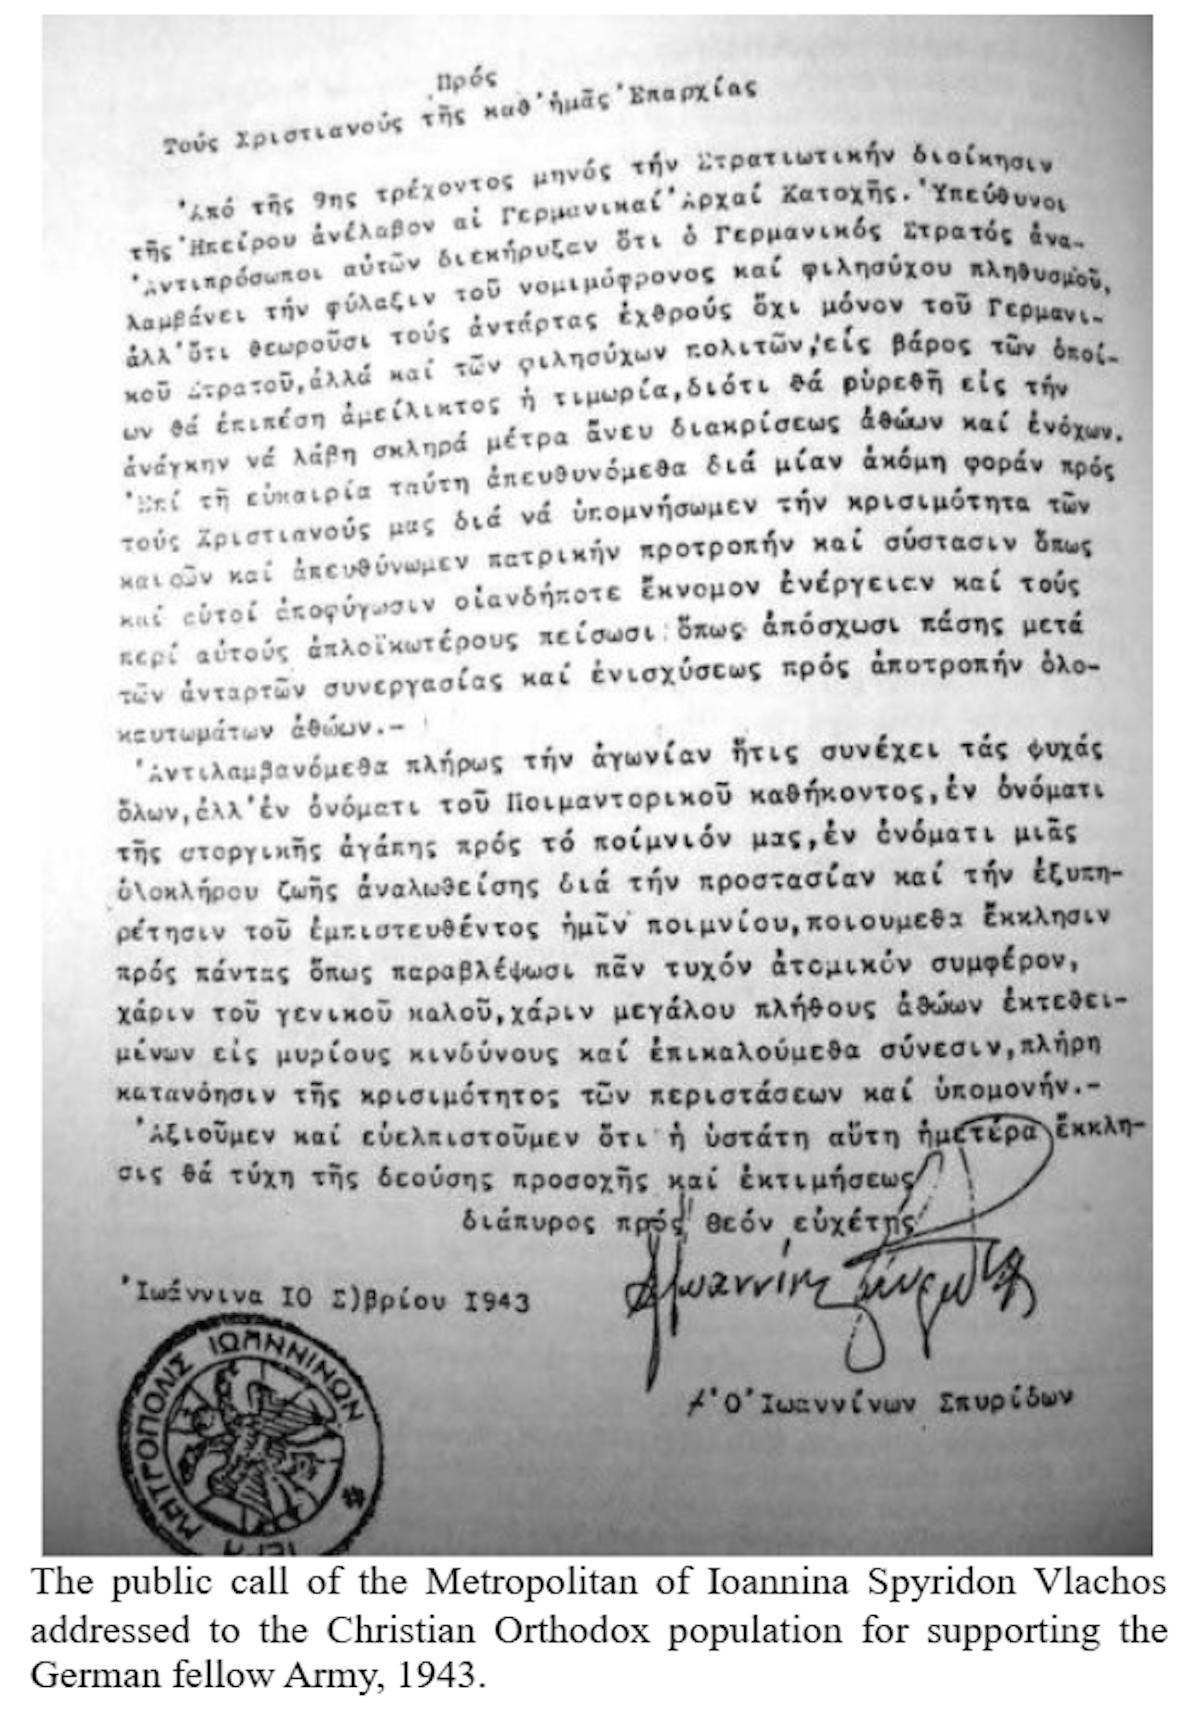 Πρός
Τούς Χριστιανούς τῆς καθ'ἡμᾶς Ἐπαρχίας
Ἀπό τῆς 9ης τρέχοντος μηνός τήν Στρατιωτικήν διοίκησιν
τῆς Ἠπείρου ἀνέλαβον αἱ Γερμανικαί Ἀρχαί Κατοχῆς. Ὑπεύθυνοι
Ἀντιπρόσωποι αὐτῶν διεκήρυξαν ὅτι ὁ Γερμανικός Στρατός ἀνα-
λαμβάνει τήν φύλαξιν τοῦ νομιμόφρονος καί φιλησύχου πληθυσμοῦ,
ἀλλ'ὅτι θεωροῦσι τούς ἀντάρτας ἐχθρούς ὄχι μόνον τοῦ Γερμανι-
κοῦ Στρατοῦ,ἀλλά καί τῶν φιλησύχων πολιτῶν,εἰς βάρος τῶν ὁποί-
ων θά ἐπιπέση ἀμείλικτος ἡ τιμωρία,διότι θά εὑρεθῆ εἰς τήν
ἀνάγκην νά λάβη σκληρά μέτρα ἄνευ διακρίσεως ἀθώων καί ἐνόχων.
Ἐπί τῆ εὐκαιρία ταύτη ἀπευθυνόμεθα διά μίαν ἀκόμη φοράν πρός
τούς Χριστιανούς μας διά νά ὑπομνήσωμεν τήν κρισιμότητα τῶν
καιρῶν καί ἀπευθύνωμεν πατρικήν προτροπήν καί σύστασιν ὅπως
καί αὐτοί ἀποφύγωσιν οἱανδήποτε ἔκνομον ἐνέργειαν καί τούς
περί αὐτούς ἁπλοϊκωτέρους πείσωσι ὅπως ἀπόσχωσι πάσης μετά
τῶν ἀνταρτῶν συνεργασίας καί ἐνισχύσεως πρός ἀποτροπήν ὁλο-
καυτωμάτων ἀθώων.-
Ἀντιλαμβανόμεθα πλήρως τήν ἀγωνίαν ἥτις συνέχει τάς ψυχάς
ὅλων,ἀλλ'ἐν ὀνόματι τοῦ Ποιμαντορικοῦ καθήκοντος,ἐν ὀνόματι
τῆς στοργικῆς ἀγάπης πρός τό ποίμνιόν μας,ἐν ὀνόματι μιᾶς
ὁλοκλήρου ζωῆς ἀναλωθείσης διά τήν προστασίαν καί τήν ἐξυπη-
ρέτησιν τοῦ ἐμπιστευθέντος ἡμῖν ποιμνίου,ποιουμεθα ἔκκλησιν
πρός πάντας ὅπως παραβλέψωσι πᾶν τυχόν ἀτομικόν συμφέρον,
χάριν τοῦ γενικοῦ καλοῦ,χάριν μεγάλου πλήθους ἀθώων ἐκτεθει-
μένων εἰς μυρίους κινδύνους καί ἐπικαλούμεθα σύνεσιν,πλήρη
κατανόησιν τῆς κρισιμότητος τῶν περιστάσεων καί ὑπομονήν.-
Ἀξιοῦμεν καί εὐελπιστοῦμεν ὅτι ἡ ὑστάτη αὕτη ἡμετέρα ἔκκλη-
σις θά τύχη τῆς δεούσης προσοχῆς καί ἐκτιμήσεως
διάπυρος πρός θεόν εὐχέτης
Ἰωάννινα IO Σ)βρίου I943
Ὁ Ἰωαννίνων Σπυρίδων
ΙΕΡΑ ΜΗΤΡΟΠΟΛΙΣ ΙΩΑΝΝΙΝΩΝ
The public call of the Metropolitan of Ioannina Spyridon Vlachos
addressed to the Christian Orthodox population for supporting the
German fellow Army, 1943.